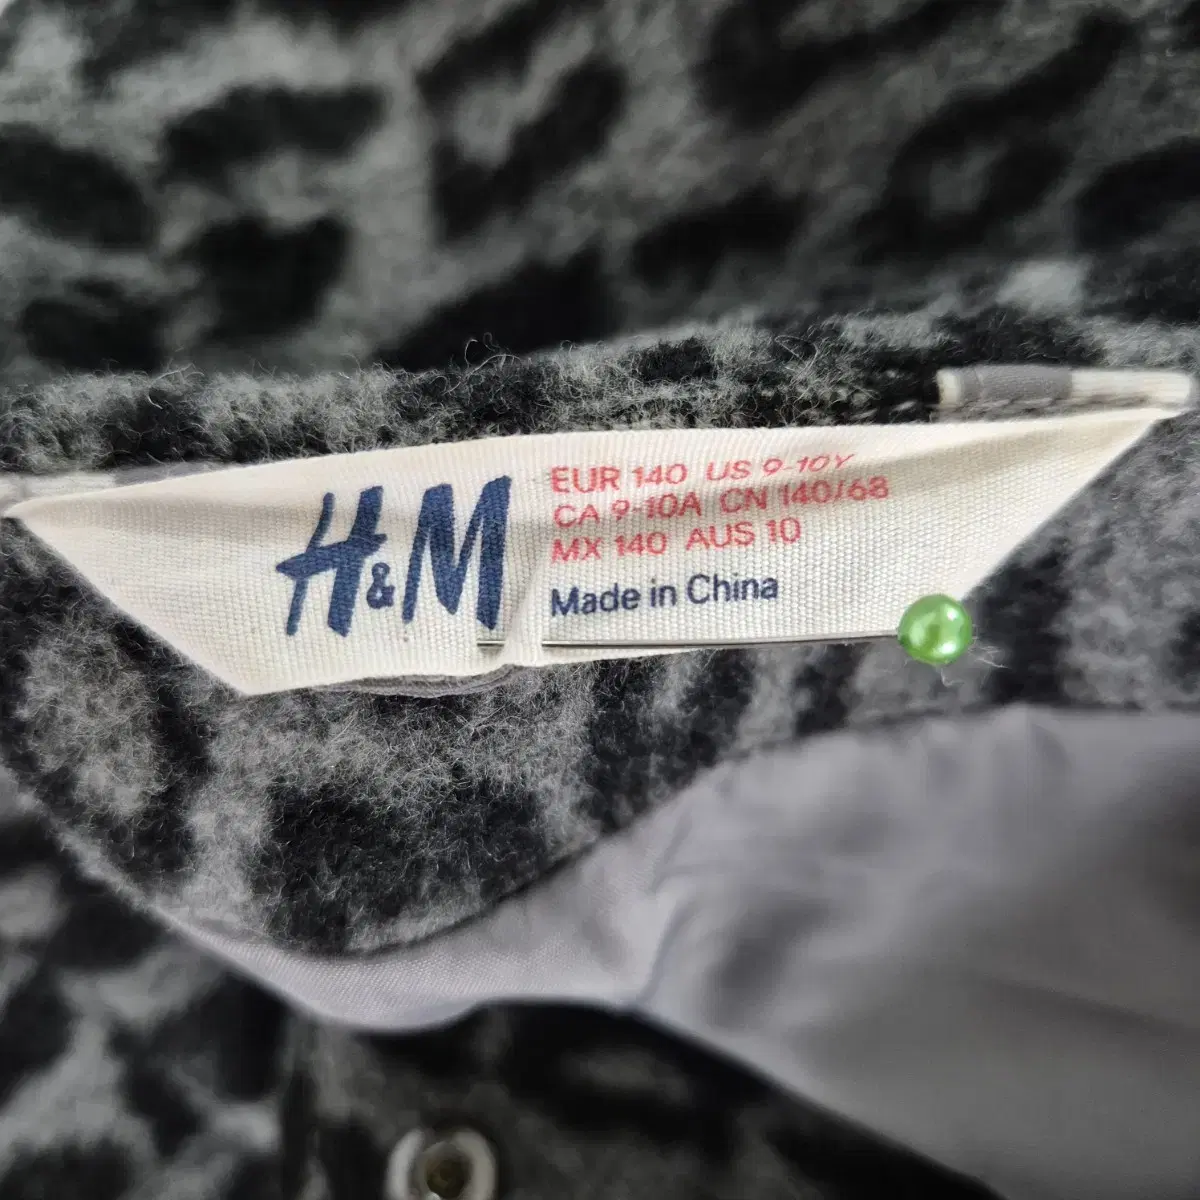 H&M
EUR 140 US 9-10Y
CA 9-10A CN 140/68
MX 140 AUS 10
Made in China